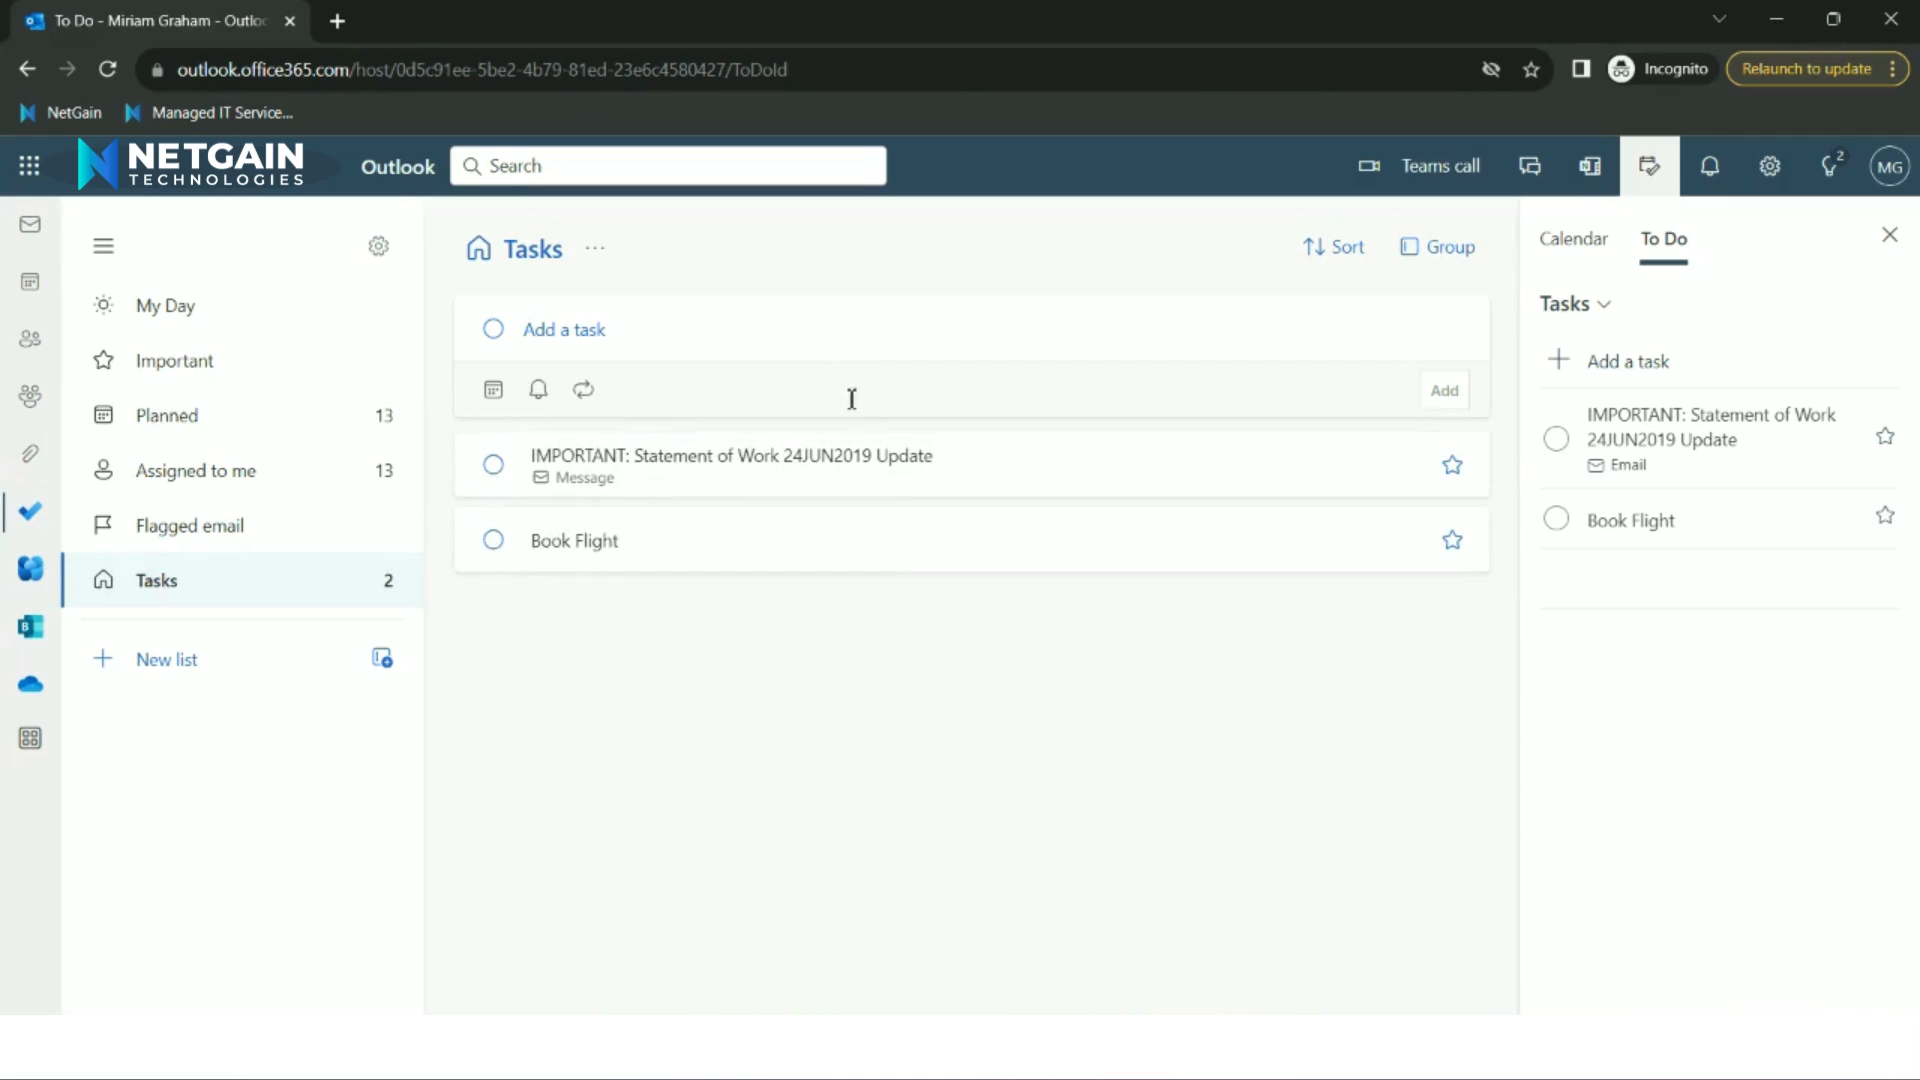 To Do - Miriam Graham - Outlo
outlook.office365.com/host/0d5c91ee-5be2-4b79-81ed-23e6c4580427/ToDoId
Incognito
Relaunch to update
NetGain
Managed IT Service...
NETGAIN
TECHNOLOGIES
Outlook
Search
Teams call
2
MG
My Day
Important
Planned 13
Assigned to me 13
Flagged email
Tasks 2
New list
Tasks ...
Sort
Group
Add a task
Add
IMPORTANT: Statement of Work 24JUN2019 Update
Message
Book Flight
Calendar
To Do
Tasks
Add a task
IMPORTANT: Statement of Work
24JUN2019 Update
Email
Book Flight